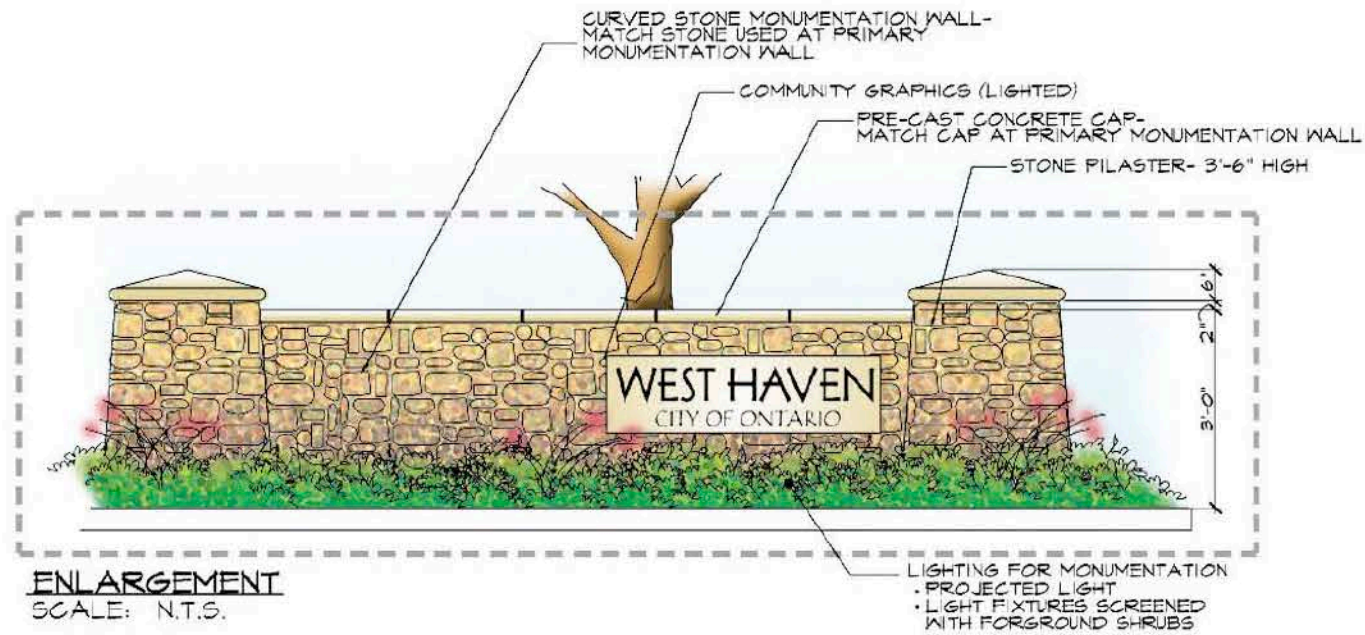 CURVED STONE MONUMENTATION WALL-
MATCH STONE USED AT PRIMARY
MONUMENTATION WALL
COMMUNITY GRAPHICS (LIGHTED)
PRE-CAST CONCRETE CAP-
MATCH CAP AT PRIMARY MONUMENTATION WALL
STONE PILASTER- 3'-6" HIGH
6"
2"
3'-0"
WEST HAVEN
CITY OF ONTARIO
LIGHTING FOR MONUMENTATION
• PROJECTED LIGHT
• LIGHT FIXTURES SCREENED
WITH FORGROUND SHRUBS
ENLARGEMENT
SCALE: N.T.S.